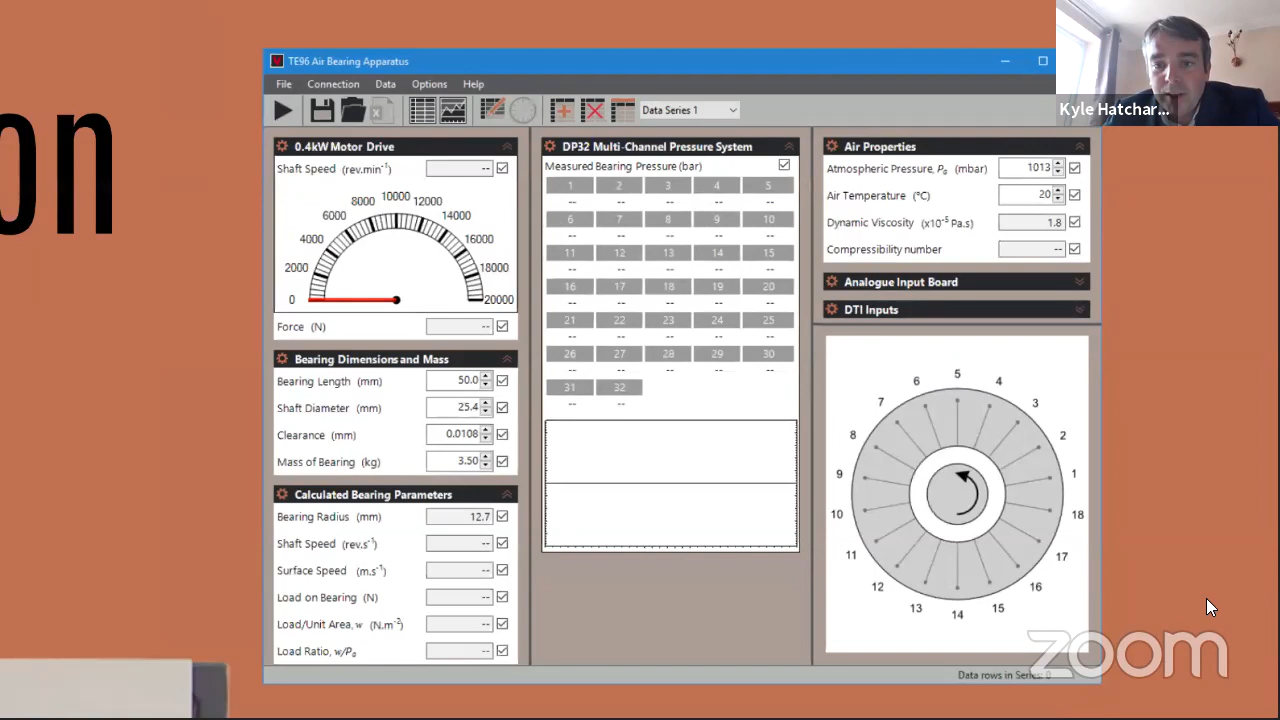 on
TE96 Air Bearing Apparatus
File Connection Data Options Help
Data Series 1
0.4kW Motor Drive
Shaft Speed (rev.min⁻¹) --
0 2000 4000 6000 8000 10000 12000 14000 16000 18000 20000
Force (N) --
Bearing Dimensions and Mass
Bearing Length (mm) 50.0
Shaft Diameter (mm) 25.4
Clearance (mm) 0.0108
Mass of Bearing (kg) 3.50
Calculated Bearing Parameters
Bearing Radius (mm) 12.7
Shaft Speed (rev.s⁻¹) --
Surface Speed (m.s⁻¹) --
Load on Bearing (N) --
Load/Unit Area, w (N.m⁻²) --
Load Ratio, w/Pₐ --
DP32 Multi-Channel Pressure System
Measured Bearing Pressure (bar)
1 2 3 4 5
-- -- -- -- --
6 7 8 9 10
-- -- -- -- --
11 12 13 14 15
-- -- -- -- --
16 17 18 19 20
-- -- -- -- --
21 22 23 24 25
-- -- -- -- --
26 27 28 29 30
-- -- -- -- --
31 32
-- --
Air Properties
Atmospheric Pressure, Pₐ (mbar) 1013
Air Temperature (°C) 20
Dynamic Viscosity (x10⁻⁵ Pa.s) 1.8
Compressibility number --
Analogue Input Board
DTI Inputs
1 2 3 4 5 6 7 8 9 10 11 12 13 14 15 16 17 18
Data rows in Series: 0
Kyle Hatchar...
zoom